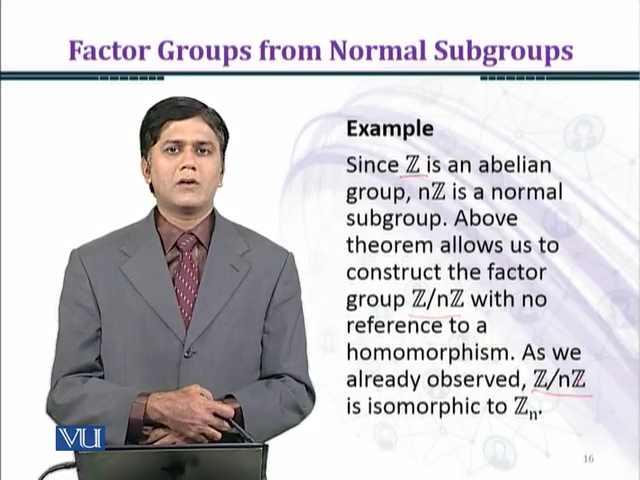 Factor Groups from Normal Subgroups
Example
Since ℤ is an abelian
group, nℤ is a normal
subgroup. Above
theorem allows us to
construct the factor
group ℤ/nℤ with no
reference to a
homomorphism. As we
already observed, ℤ/nℤ
is isomorphic to ℤₙ.
VU
16